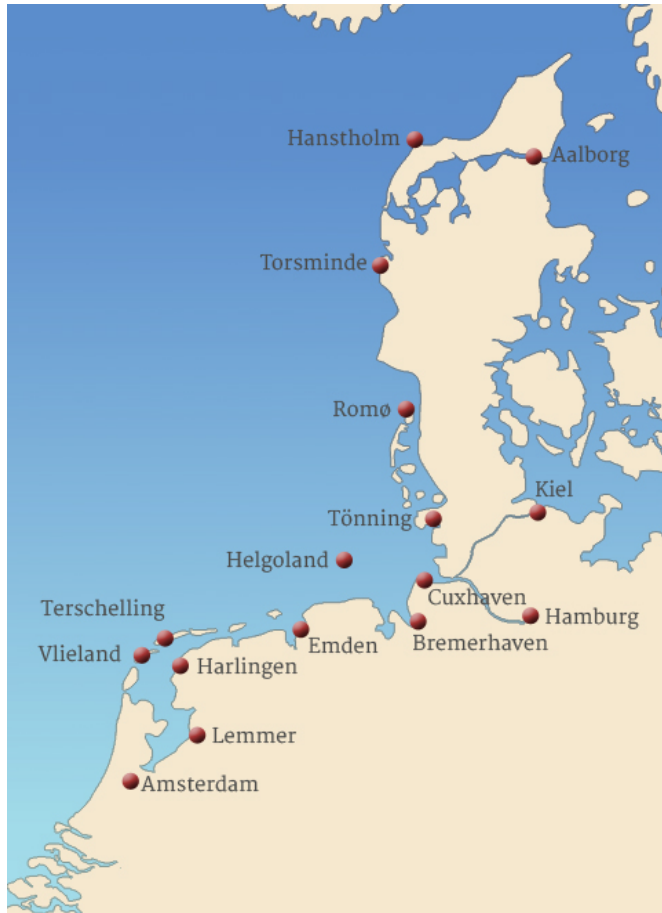 Hanstholm
Aalborg
Torsminde
Romø
Kiel
Tönning
Helgoland
Cuxhaven
Terschelling
Hamburg
Emden
Bremerhaven
Vlieland
Harlingen
Lemmer
Amsterdam